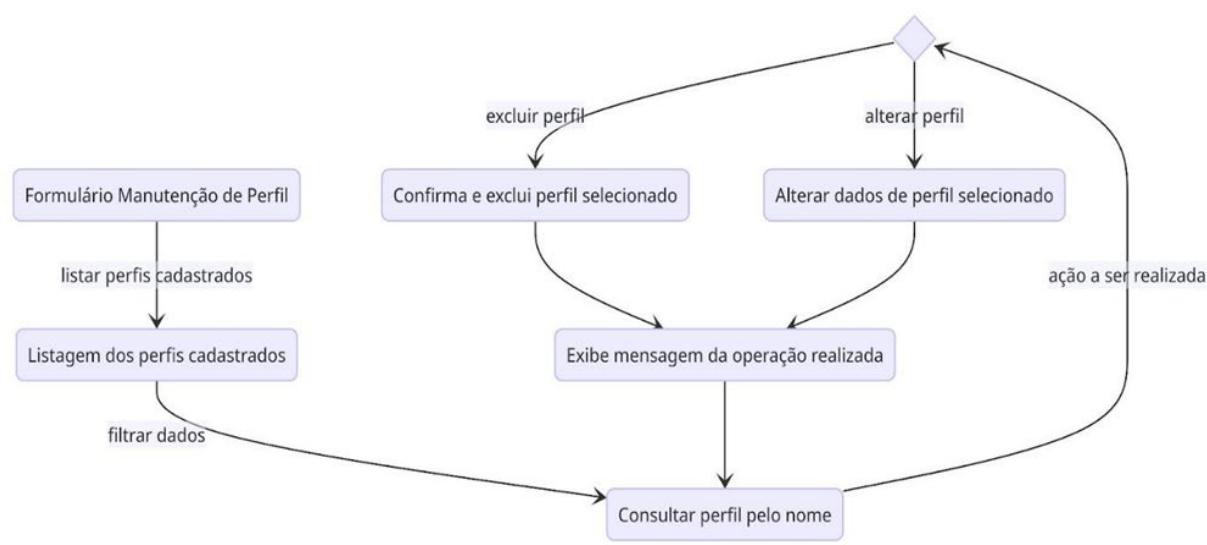 excluir perfil
alterar perfil
Formulário Manutenção de Perfil
Confirma e exclui perfil selecionado
Alterar dados de perfil selecionado
listar perfis cadastrados
ação a ser realizada
Listagem dos perfis cadastrados
Exibe mensagem da operação realizada
filtrar dados
Consultar perfil pelo nome